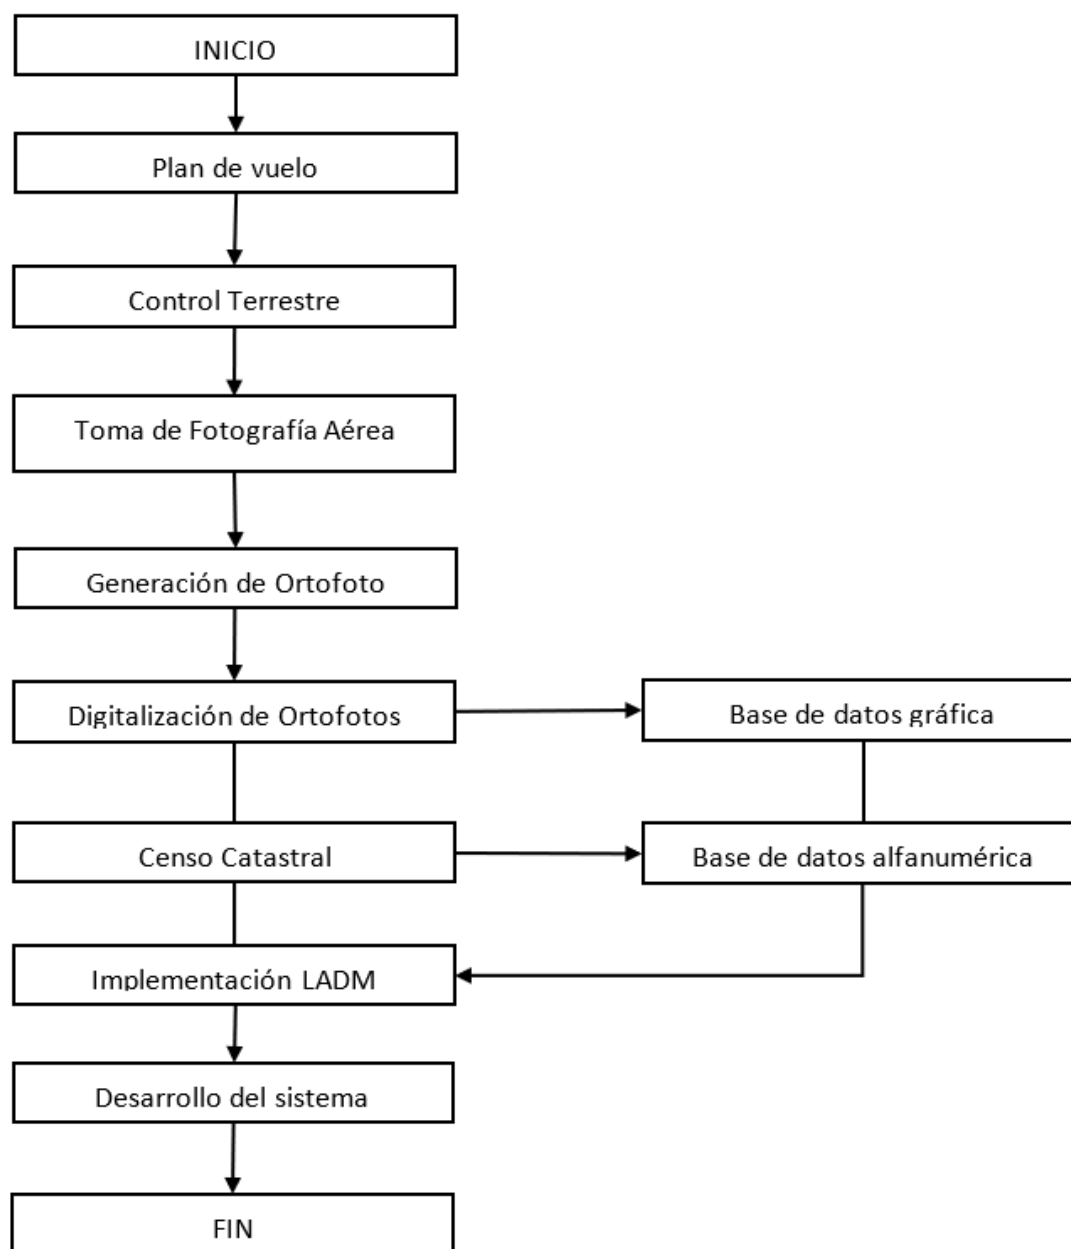 INICIO
Plan de vuelo
Control Terrestre
Toma de Fotografía Aérea
Generación de Ortofoto
Digitalización de Ortofotos
Base de datos gráfica
Censo Catastral
Base de datos alfanumérica
Implementación LADM
Desarrollo del sistema
FIN